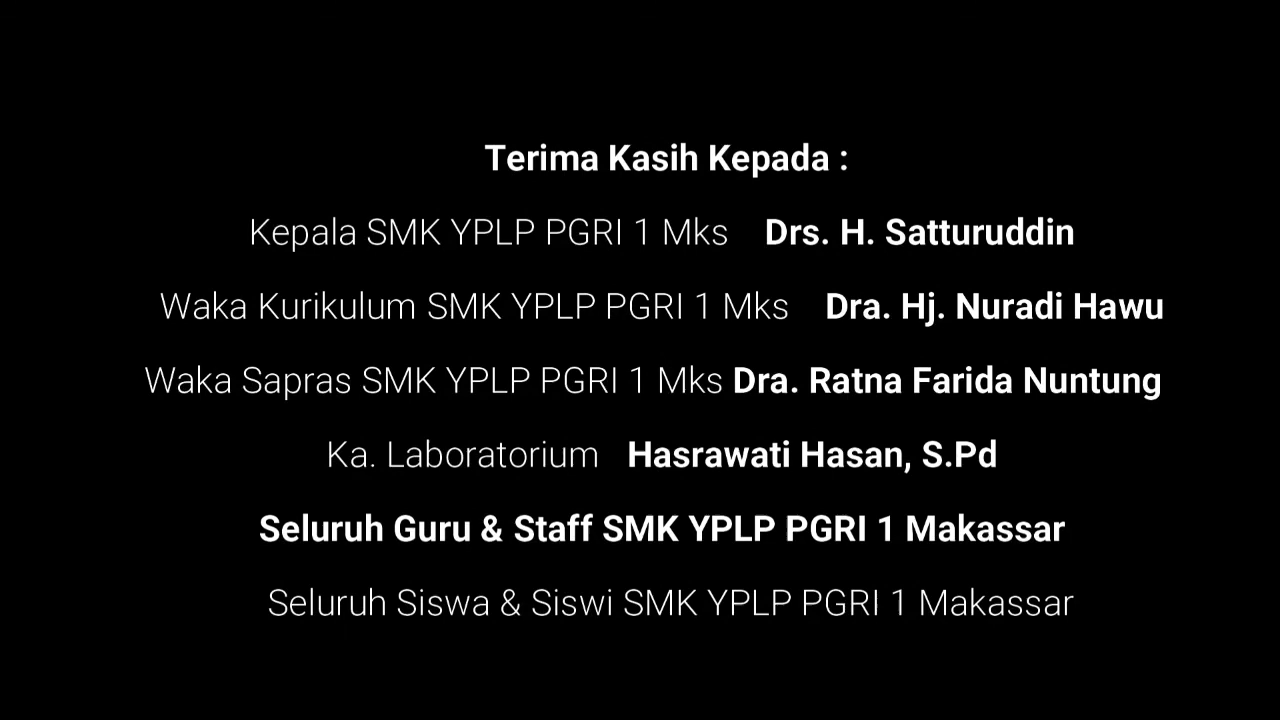 Terima Kasih Kepada :
Kepala SMK YPLP PGRI 1 Mks Drs. H. Satturuddin
Waka Kurikulum SMK YPLP PGRI 1 Mks Dra. Hj. Nuradi Hawu
Waka Sapras SMK YPLP PGRI 1 Mks Dra. Ratna Farida Nuntung
Ka. Laboratorium Hasrawati Hasan, S.Pd
Seluruh Guru & Staff SMK YPLP PGRI 1 Makassar
Seluruh Siswa & Siswi SMK YPLP PGRI 1 Makassar